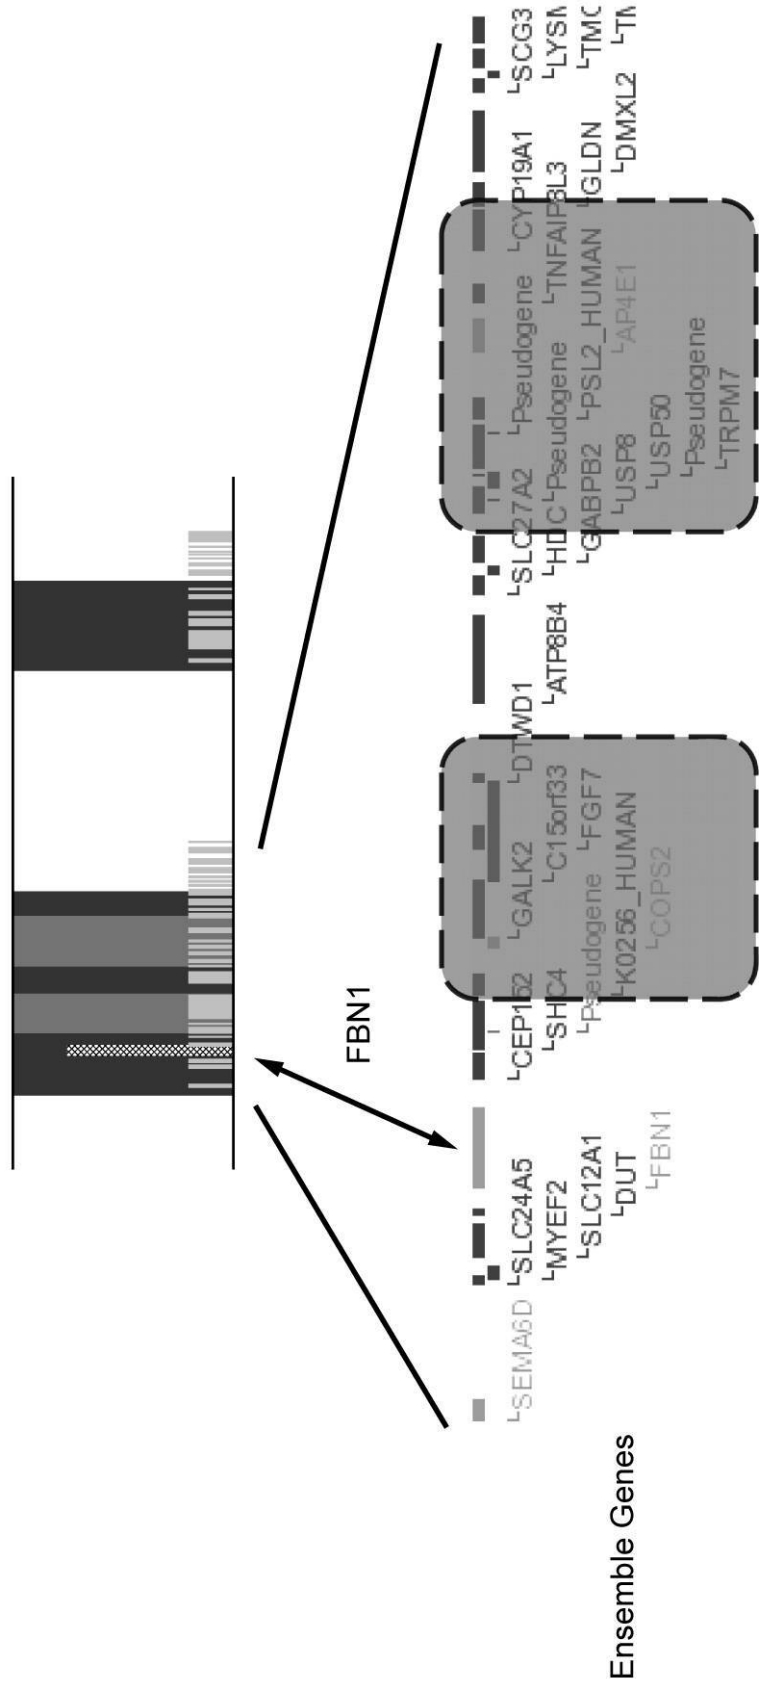 FBN1
SEMA6D
SLC24A5
CEP152
GALK2
DTWD1
SLC27A2
Pseudogene
CYP19A1
SCG3
MYEF2
SHC4
C15orf33
ATP8B4
HDC
Pseudogene
TNFAIP8L3
LYSM
SLC12A1
Pseudogene
FGF7
GABPB2
PSL2_HUMAN
GLDN
DUT
K0256_HUMAN
USP8
AP4E1
DMXL2
FBN1
COPS2
USP50
Pseudogene
TRPM7
Ensemble Genes